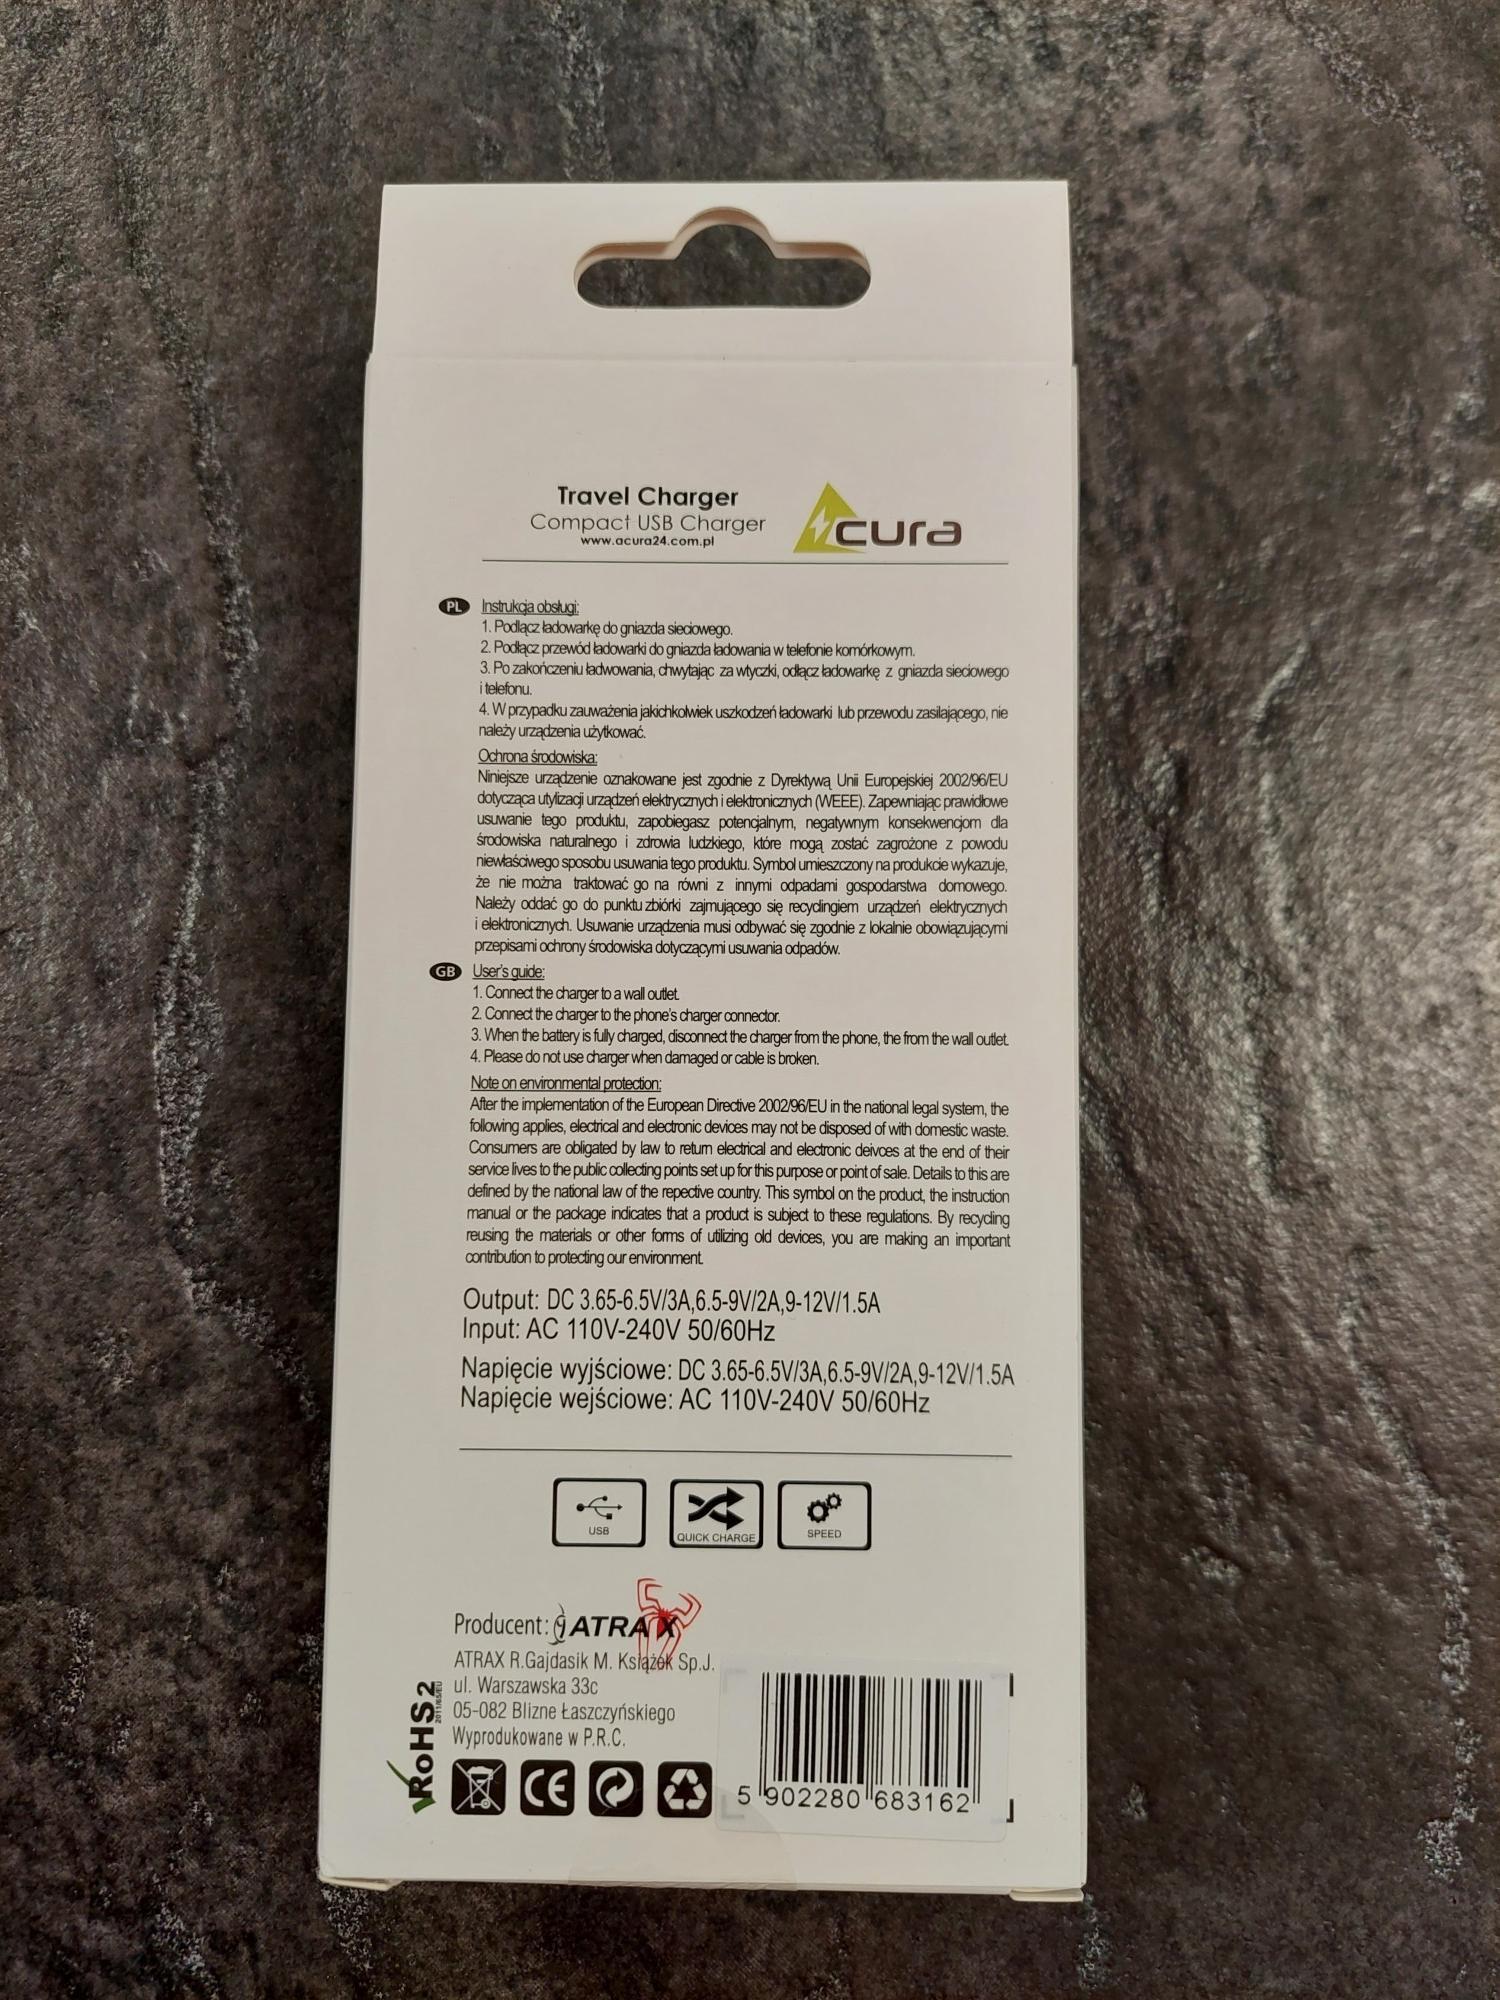 Travel Charger
Compact USB Charger
www.acura24.com.pl
cura
PL Instrukcja obsługi:
1. Podłącz ładowarkę do gniazda sieciowego.
2. Podłącz przewód ładowarki do gniazda ładowania w telefonie komórkowym.
3. Po zakończeniu ładwowania, chwytając za wtyczki, odłącz ładowarkę z gniazda sieciowego
i telefonu.
4. W przypadku zauważenia jakichkolwiek uszkodzeń ładowarki lub przewodu zasilającego, nie
należy urządzenia użytkować.
Ochrona środowiska:
Niniejsze urządzenie oznakowane jest zgodnie z Dyrektywą Unii Europejskiej 2002/96/EU
dotycząca utylizacji urządzeń elektrycznych i elektronicznych (WEEE). Zapewniając prawidłowe
usuwanie tego produktu, zapobiegasz potencjalnym, negatywnym konsekwencjom dla
środowiska naturalnego i zdrowia ludzkiego, które mogą zostać zagrożone z powodu
niewłaściwego sposobu usuwania tego produktu. Symbol umieszczony na produkcie wykazuje,
że nie można traktować go na równi z innymi odpadami gospodarstwa domowego.
Należy oddać go do punktu zbiórki zajmującego się recyclingiem urządzeń elektrycznych
i elektronicznych. Usuwanie urządzenia musi odbywać się zgodnie z lokalnie obowiązującymi
przepisami ochrony środowiska dotyczącymi usuwania odpadów.
GB User's guide:
1. Connect the charger to a wall outlet.
2. Connect the charger to the phone's charger connector.
3. When the battery is fully charged, disconnect the charger from the phone, the from the wall outlet.
4. Please do not use charger when damaged or cable is broken.
Note on environmental protection:
After the implementation of the European Directive 2002/96/EU in the national legal system, the
following applies, electrical and electronic devices may not be disposed of with domestic waste.
Consumers are obligated by law to return electrical and electronic deivces at the end of their
service lives to the public collecting points set up for this purpose or point of sale. Details to this are
defined by the national law of the repective country. This symbol on the product, the instruction
manual or the package indicates that a product is subject to these regulations. By recycling
reusing the materials or other forms of utilizing old devices, you are making an important
contribution to protecting our environment.
Output: DC 3.65-6.5V/3A,6.5-9V/2A,9-12V/1.5A
Input: AC 110V-240V 50/60Hz
Napięcie wyjściowe: DC 3.65-6.5V/3A,6.5-9V/2A,9-12V/1.5A
Napięcie wejściowe: AC 110V-240V 50/60Hz
USB QUICK CHARGE SPEED
Producent: ATRAX
ATRAX R.Gajdasik M. Książek Sp.J.
ul. Warszawska 33c
05-082 Blizne Łaszczyńskiego
Wyprodukowane w P.R.C.
RoHS2
2011/65/EU
CE
5 902280 683162